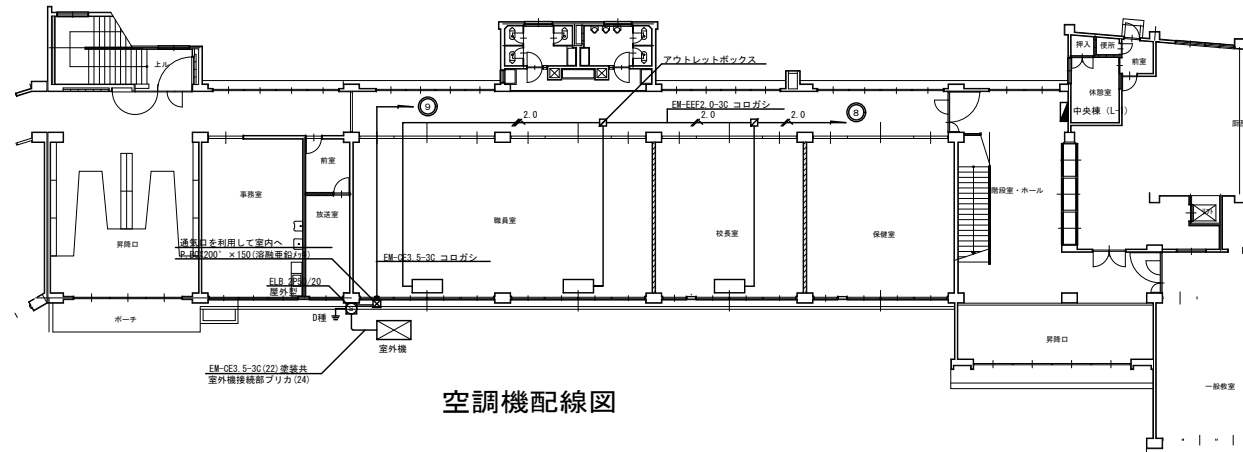 上ル
アウトレットボックス
押入
便所
前室
休憩室
中央棟 (L-1)
⑨
2.0
EM-EEF2.0-3C コロガシ
2.0
2.0
⑧
前室
事務室
放送室
職員室
校長室
保健室
階段室・ホール
昇降口
通気口を利用して室内へ
EM-CE3.5-3C コロガシ
ELB 2P50/20
屋外型
D種
ポーチ
室外機
昇降口
EM-CE3.5-3C(22)塗装共
室外機接続部プリカ(24)
空調機配線図
一般教室